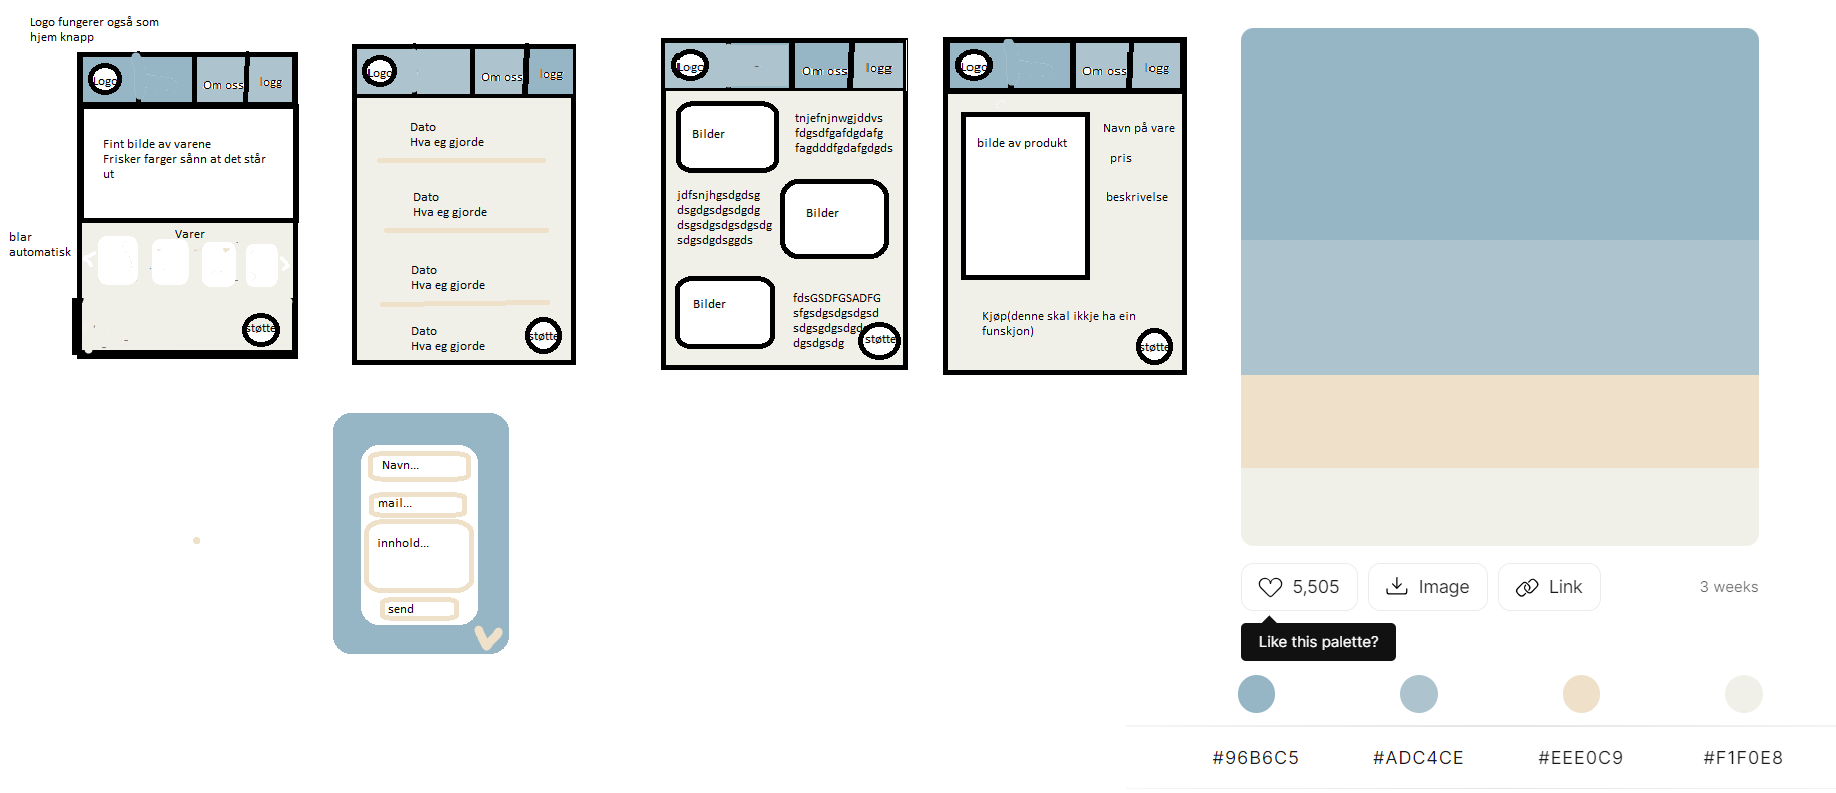 Logo fungerer også som
hjem knapp
Logo
Om oss
logg
Fint bilde av varene
Frisker farger sånn at det står
ut
blar
automatisk
Varer
støtte
Logo
Om oss
logg
Dato
Hva eg gjorde
Dato
Hva eg gjorde
Dato
Hva eg gjorde
Dato
Hva eg gjorde
støtte
Logo
Om oss
logg
Bilder
tnjefnjnwgjddvs
fdgsdfgafdgdafg
fagdddfgdafgdgds
jdfsnjhgsdgdsg
dsgdgsdgsdgdg
dsgsdgsdgsdgsdg
sdgsgdsggds
Bilder
Bilder
fdsGSDFGSADFG
sfgsdgsdgsdgsd
sdgsgdgsdgds
dgsdgsdg
støtte
Logo
Om oss
logg
bilde av produkt
Navn på vare
pris
beskrivelse
Kjøp(denne skal ikkje ha ein
funskjon)
støtte
Navn...
mail...
innhold...
send
5,505
Image
Link
3 weeks
Like this palette?
#96B6C5
#ADC4CE
#EEE0C9
#F1F0E8